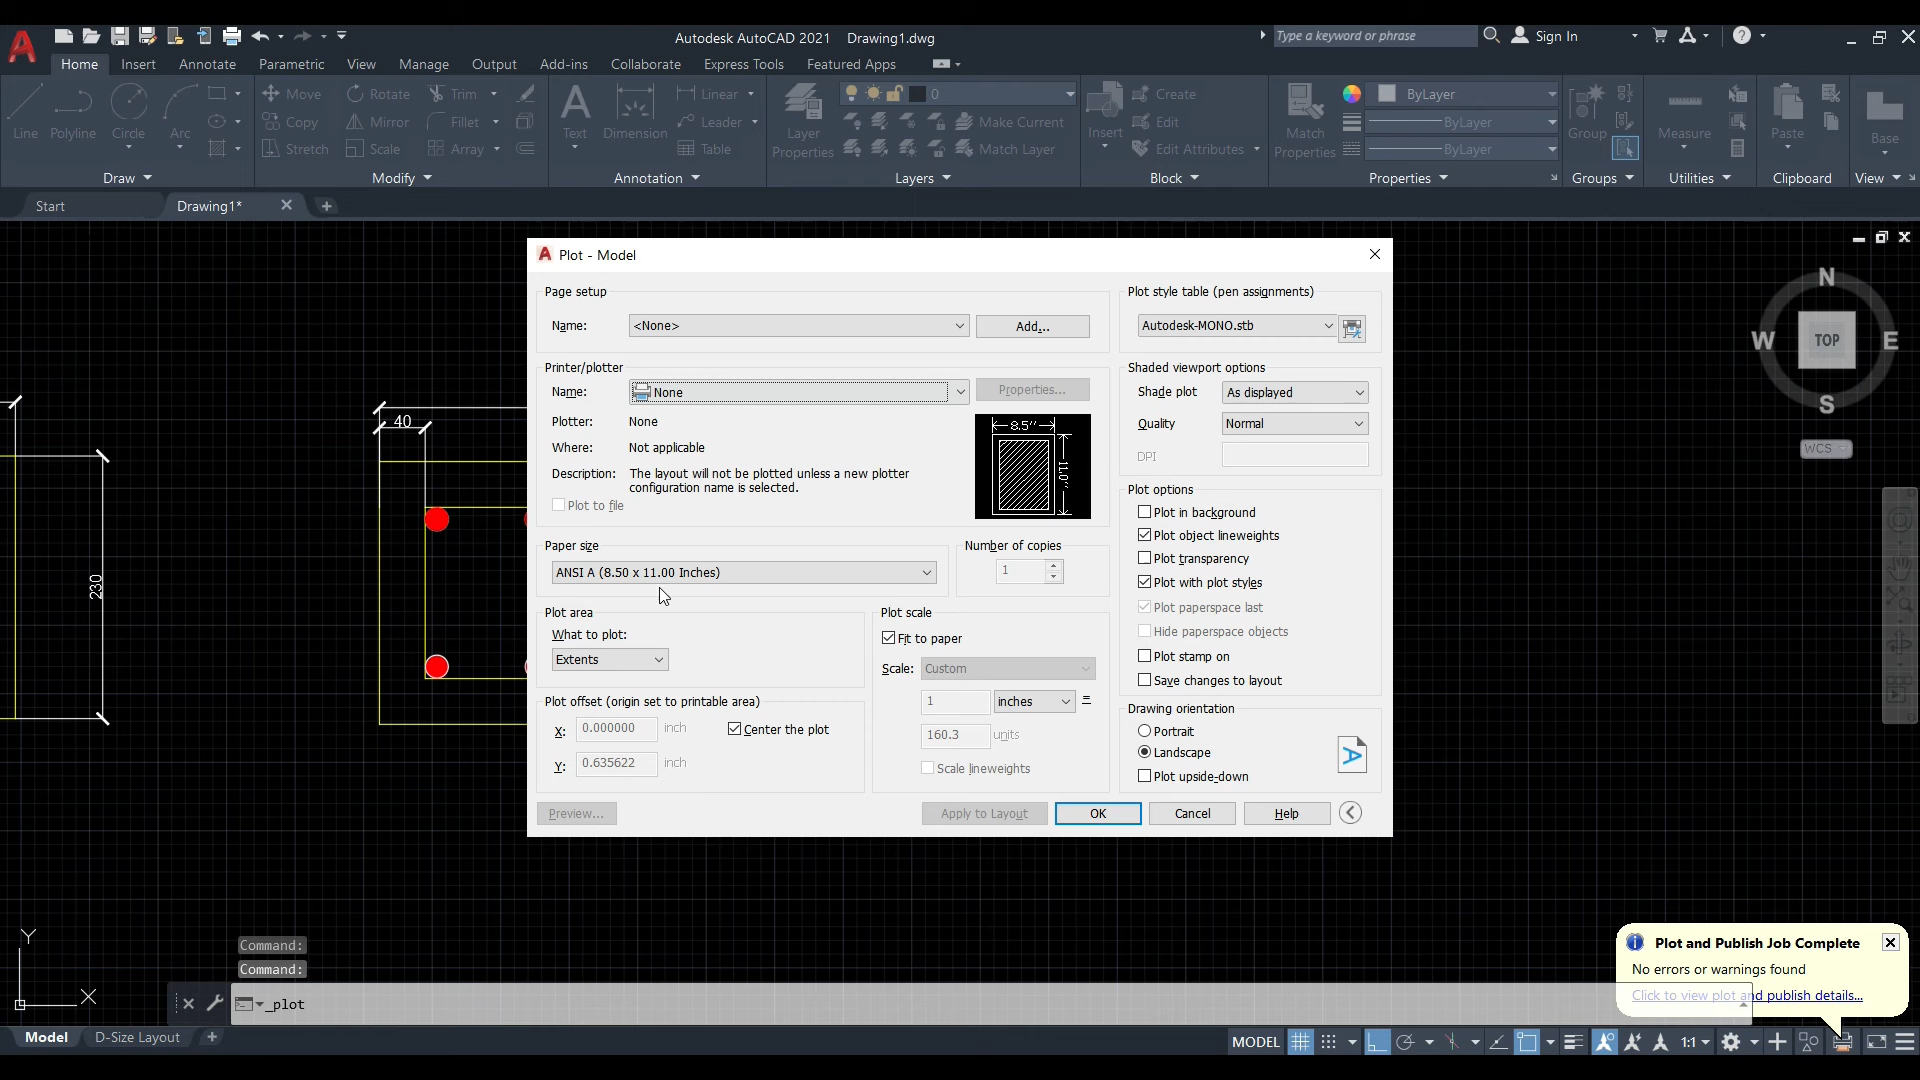 Autodesk AutoCAD 2021 Drawing1.dwg
Type a keyword or phrase
Sign In
Home Insert Annotate Parametric View Manage Output Add-ins Collaborate Express Tools Featured Apps
Line Polyline Circle Arc
Move Rotate Trim
Copy Mirror Fillet
Stretch Scale Array
Text Dimension
Linear
Leader
Table
Layer Properties
0
Make Current
Match Layer
Insert
Create
Edit
Edit Attributes
Match Properties
ByLayer
ByLayer
ByLayer
Group
Measure
Paste
Base
Draw Modify Annotation Layers Block Properties Groups Utilities Clipboard View
Start Drawing1*
Plot - Model
Page setup
Name: <None> Add...
Printer/plotter
Name: None Properties...
Plotter: None
Where: Not applicable
Description: The layout will not be plotted unless a new plotter
configuration name is selected.
Plot to file
8.5''
11.0''
Paper size
ANSI A (8.50 x 11.00 Inches)
Number of copies
1
Plot area
What to plot:
Extents
Plot offset (origin set to printable area)
X: 0.000000 inch
Center the plot
Y: 0.635622 inch
Plot scale
Fit to paper
Scale: Custom
1 inches =
160.3 units
Scale lineweights
Plot style table (pen assignments)
Autodesk-MONO.stb
Shaded viewport options
Shade plot As displayed
Quality Normal
DPI
Plot options
Plot in background
Plot object lineweights
Plot transparency
Plot with plot styles
Plot paperspace last
Hide paperspace objects
Plot stamp on
Save changes to layout
Drawing orientation
Portrait
Landscape
Plot upside-down
A
Preview... Apply to Layout OK Cancel Help
40
230
N
W TOP E
S
WCS
Y
X
Command:
Command:
_plot
Plot and Publish Job Complete
No errors or warnings found
Click to view plot and publish details...
Model D-Size Layout
MODEL 1:1